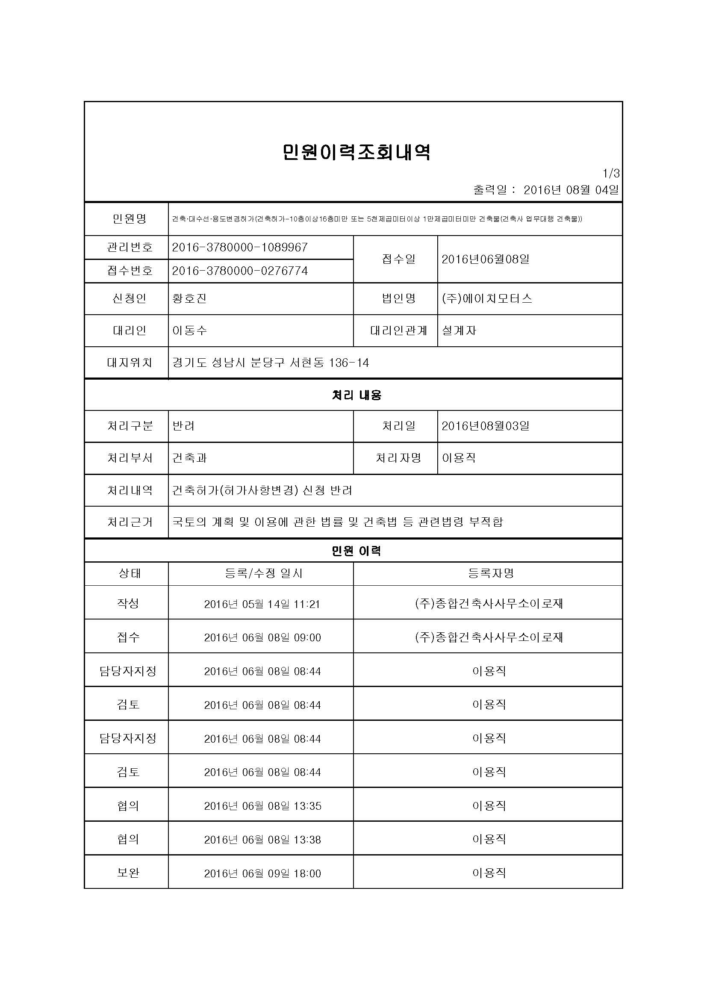 민원이력조회내역
1/3
출력일 : 2016년 08월 04일
민원명 건축·대수선·용도변경허가(건축허가-10층이상16층미만 또는 5천제곱미터이상 1만제곱미터미만 건축물(건축사 업무대행 건축물))
관리번호 2016-3780000-1089967
접수일 2016년06월08일
접수번호 2016-3780000-0276774
신청인 황호진 법인명 (주)에이치모터스
대리인 이동수 대리인관계 설계자
대지위치 경기도 성남시 분당구 서현동 136-14
처리 내용
처리구분 반려 처리일 2016년08월03일
처리부서 건축과 처리자명 이용직
처리내역 건축허가(허가사항변경) 신청 반려
처리근거 국토의 계획 및 이용에 관한 법률 및 건축법 등 관련법령 부적합
민원 이력
상태 등록/수정 일시 등록자명
작성 2016년 05월 14일 11:21 (주)종합건축사사무소이로재
접수 2016년 06월 08일 09:00 (주)종합건축사사무소이로재
담당자지정 2016년 06월 08일 08:44 이용직
검토 2016년 06월 08일 08:44 이용직
담당자지정 2016년 06월 08일 08:44 이용직
검토 2016년 06월 08일 08:44 이용직
협의 2016년 06월 08일 13:35 이용직
협의 2016년 06월 08일 13:38 이용직
보완 2016년 06월 09일 18:00 이용직